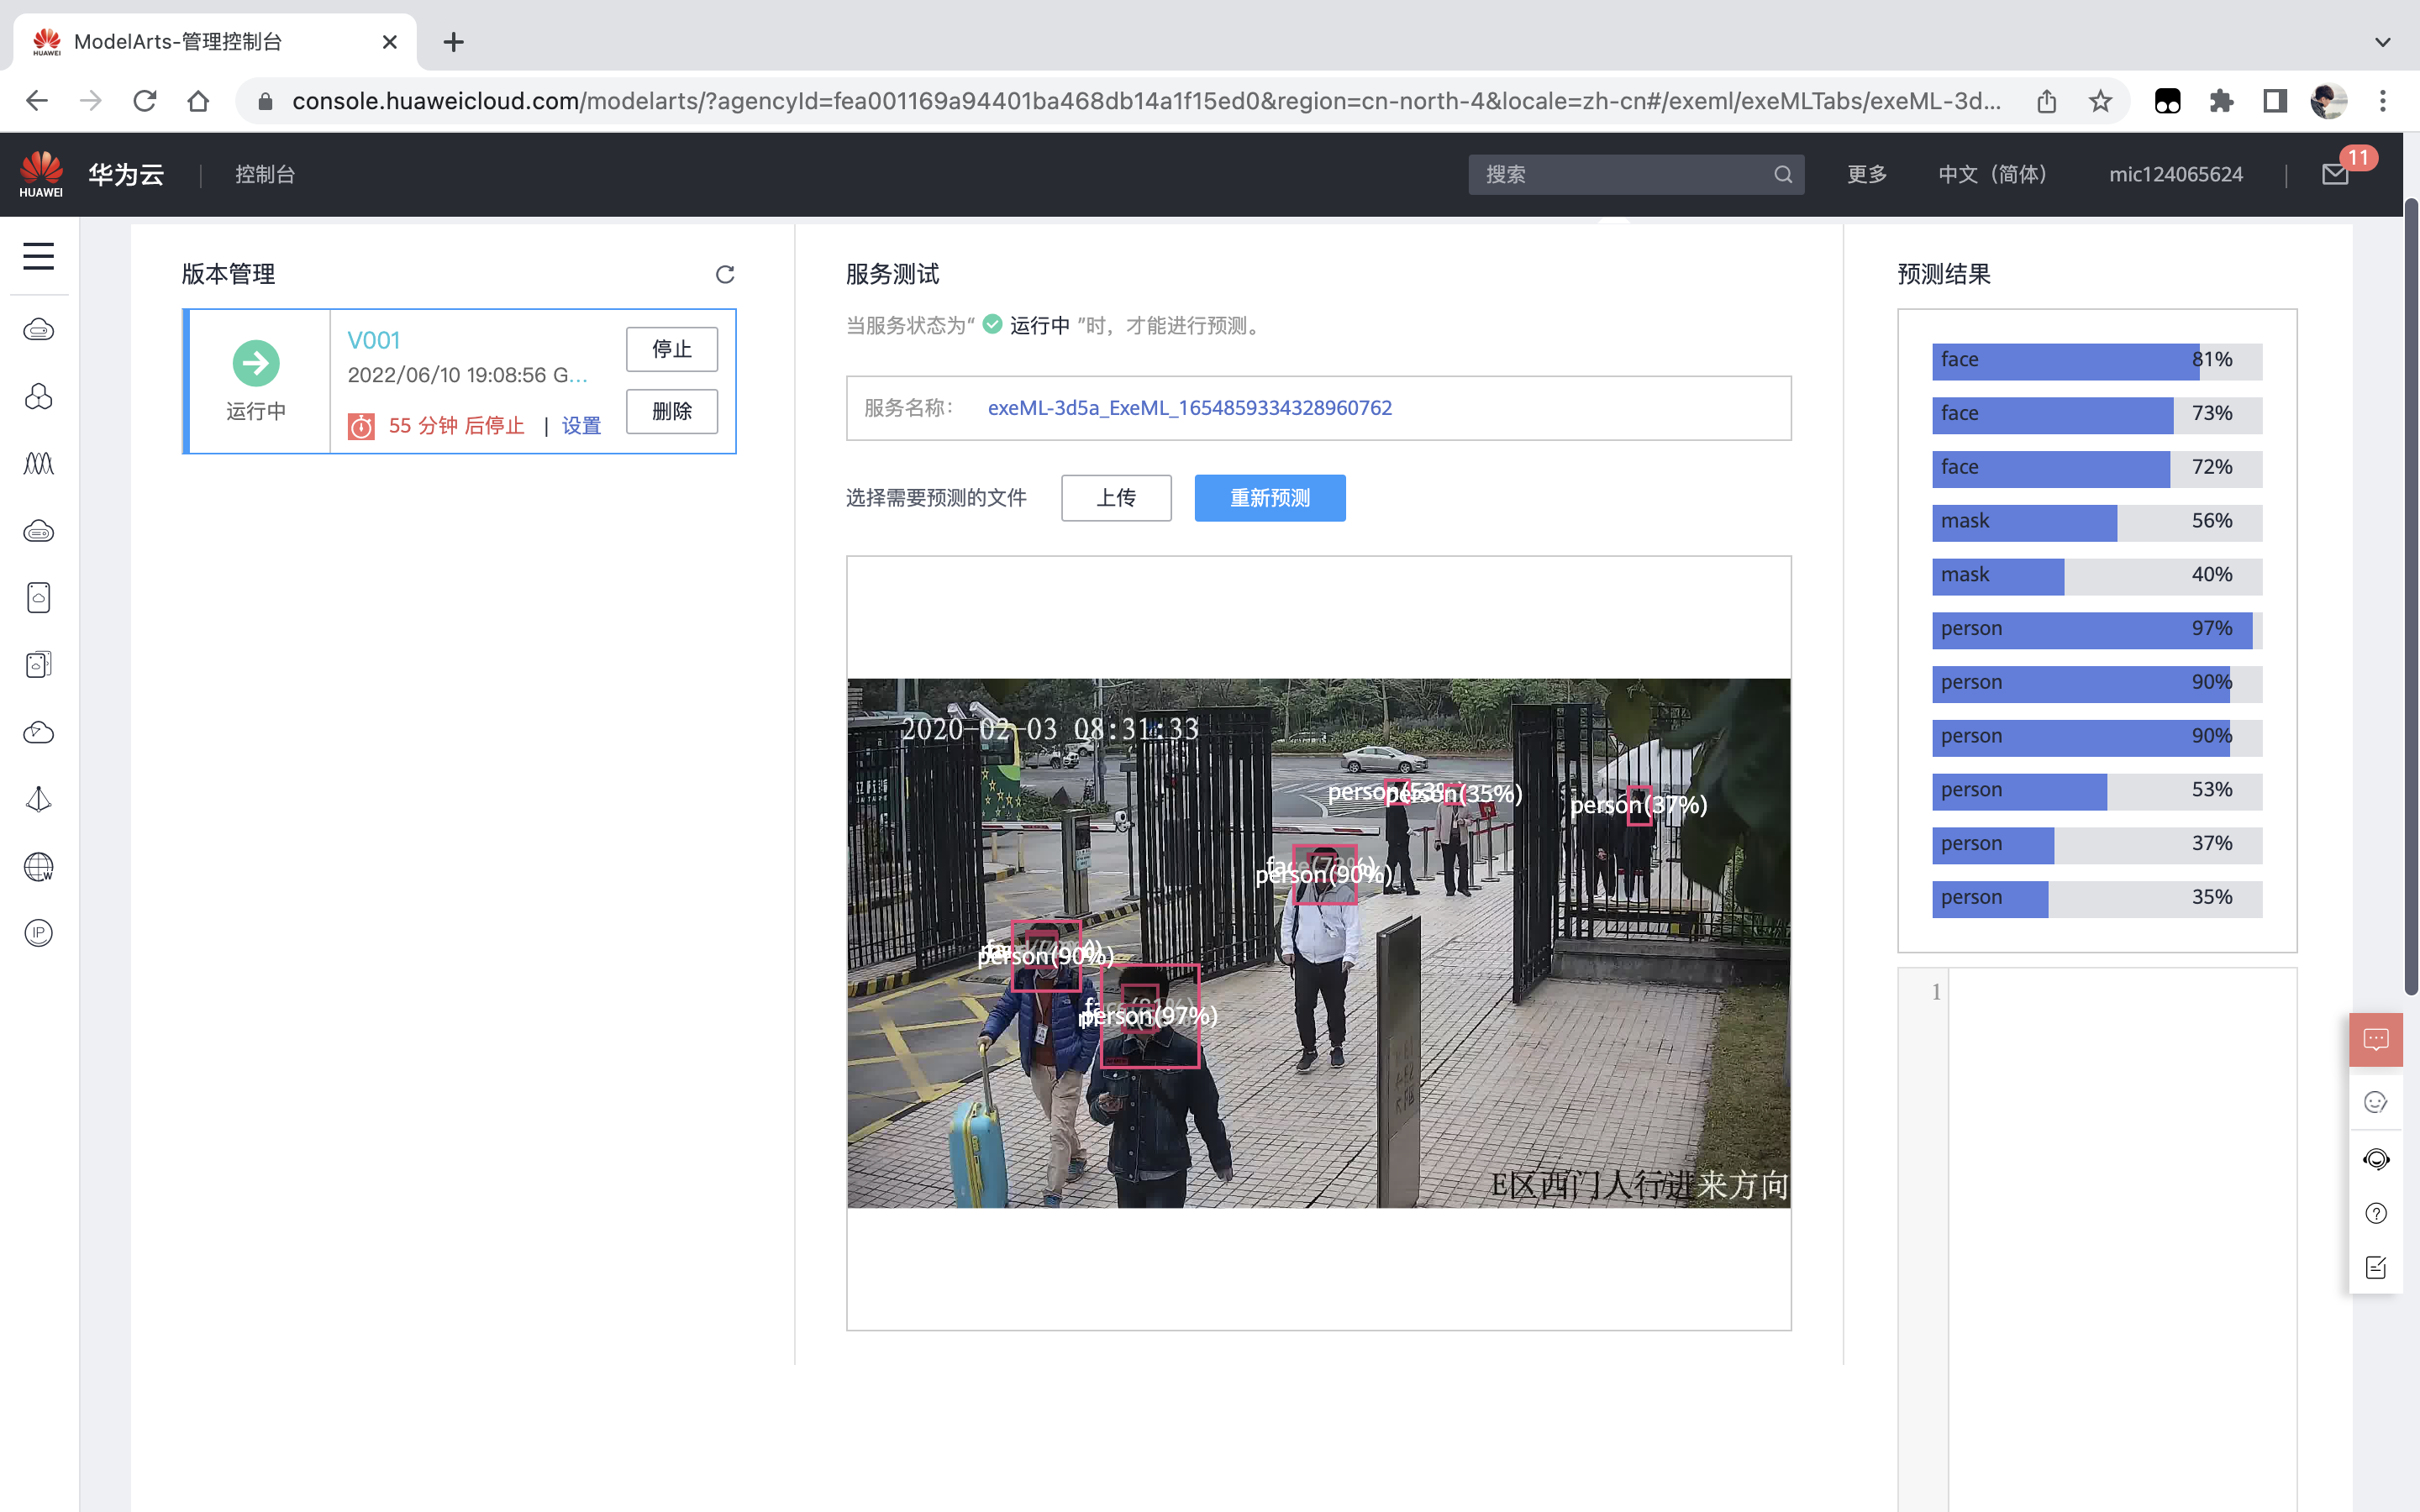 ModelArts-管理控制台
console.huaweicloud.com/modelarts/?agencyId=fea001169a94401ba468db14a1f15ed0&region=cn-north-4&locale=zh-cn#/exeml/exeMLTabs/exeML-3d...
HUAWEI 华为云 | 控制台 搜索 更多 中文（简体） mic124065624 | 11
版本管理
V001
2022/06/10 19:08:56 G...
运行中
55 分钟 后停止 | 设置
停止
删除
服务测试
当服务状态为“ 运行中 ”时，才能进行预测。
服务名称： exeML-3d5a_ExeML_1654859334328960762
选择需要预测的文件 上传 重新预测
2020-02-03 08:31:33
person(53%)
person(35%)
person(37%)
face(73%)
person(90%)
person(90%)
face(81%)
person(97%)
E区西门人行进来方向
预测结果
face 81%
face 73%
face 72%
mask 56%
mask 40%
person 97%
person 90%
person 90%
person 53%
person 37%
person 35%
1